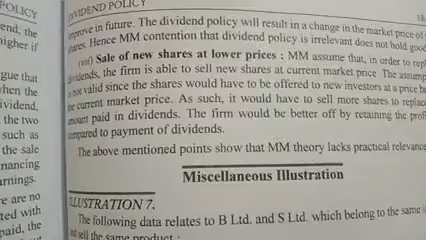 POLICY
end, the
higher if
gue that
when the
ividend,
the two
such as
the sale
nancing
arnings.
e are no
ted with
paid, the
DIVIDEND POLICY
18
improve in future. The dividend policy will result in a change in the market price of
shares. Hence MM contention that dividend policy is irrelevant does not hold good
(vii) Sale of new shares at lower prices : MM assume that, in order to
dividends, the firm is able to sell new shares at current market price. The
is not valid since the shares would have to be offered to new investors at a price
the current market price. As such, it would have to sell more shares to
amount paid in dividends. The firm would be better off by retaining the
compared to payment of dividends.
The above mentioned points show that MM theory lacks practical relevance
Miscellaneous Illustration
ILLUSTRATION 7.
The following data relates to B Ltd. and S Ltd. which belong to the same
and sell the same product :